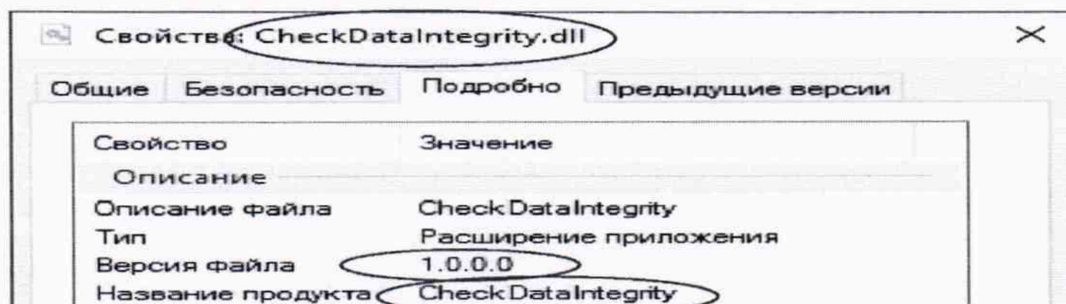 Свойства: CheckDataIntegrity.dll
Общие Безопасность Подробно Предыдущие версии
Свойство Значение
Описание
Описание файла CheckDataIntegrity
Тип Расширение приложения
Версия файла 1.0.0.0
Название продукта CheckDataIntegrity